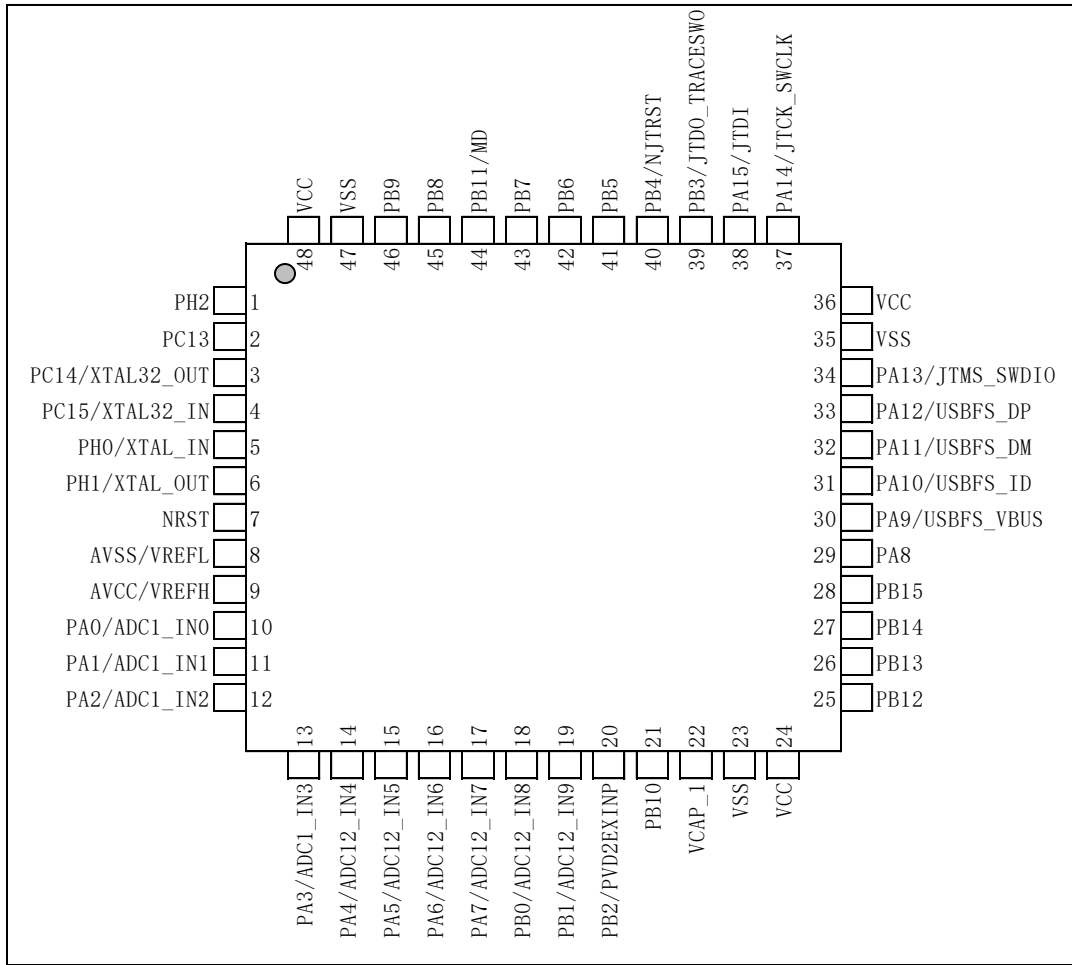 VCC
VSS
PB9
PB8
PB11/MD
PB7
PB6
PB5
PB4/NJTRST
PB3/JTDO_TRACESWO
PA15/JTDI
PA14/JTCK_SWCLK
48
47
46
45
44
43
42
41
40
39
38
37
PH2 1
PC13 2
PC14/XTAL32_OUT 3
PC15/XTAL32_IN 4
PH0/XTAL_IN 5
PH1/XTAL_OUT 6
NRST 7
AVSS/VREFL 8
AVCC/VREFH 9
PA0/ADC1_IN0 10
PA1/ADC1_IN1 11
PA2/ADC1_IN2 12
36 VCC
35 VSS
34 PA13/JTMS_SWDIO
33 PA12/USBFS_DP
32 PA11/USBFS_DM
31 PA10/USBFS_ID
30 PA9/USBFS_VBUS
29 PA8
28 PB15
27 PB14
26 PB13
25 PB12
13
14
15
16
17
18
19
20
21
22
23
24
PA3/ADC1_IN3
PA4/ADC12_IN4
PA5/ADC12_IN5
PA6/ADC12_IN6
PA7/ADC12_IN7
PB0/ADC12_IN8
PB1/ADC12_IN9
PB2/PVD2EXINP
PB10
VCAP_1
VSS
VCC